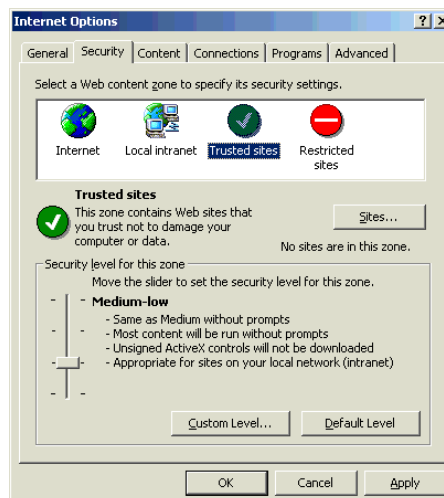 Internet Options
General Security Content Connections Programs Advanced
Select a Web content zone to specify its security settings.
Internet Local intranet Trusted sites Restricted
sites
Trusted sites
This zone contains Web sites that
you trust not to damage your
computer or data.
Sites...
No sites are in this zone.
Security level for this zone
Move the slider to set the security level for this zone.
Medium-low
- Same as Medium without prompts
- Most content will be run without prompts
- Unsigned ActiveX controls will not be downloaded
- Appropriate for sites on your local network (intranet)
Custom Level... Default Level
OK Cancel Apply